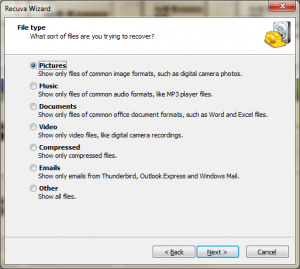 Recuva Wizard
File type
What sort of files are you trying to recover?
Pictures
Show only files of common image formats, such as digital camera photos.
Music
Show only files of common audio formats, like MP3 player files.
Documents
Show only files of common office document formats, such as Word and Excel files.
Video
Show only video files, like digital camera recordings.
Compressed
Show only compressed files.
Emails
Show only emails from Thunderbird, Outlook Express and Windows Mail.
Other
Show all files.
< Back Next > Cancel